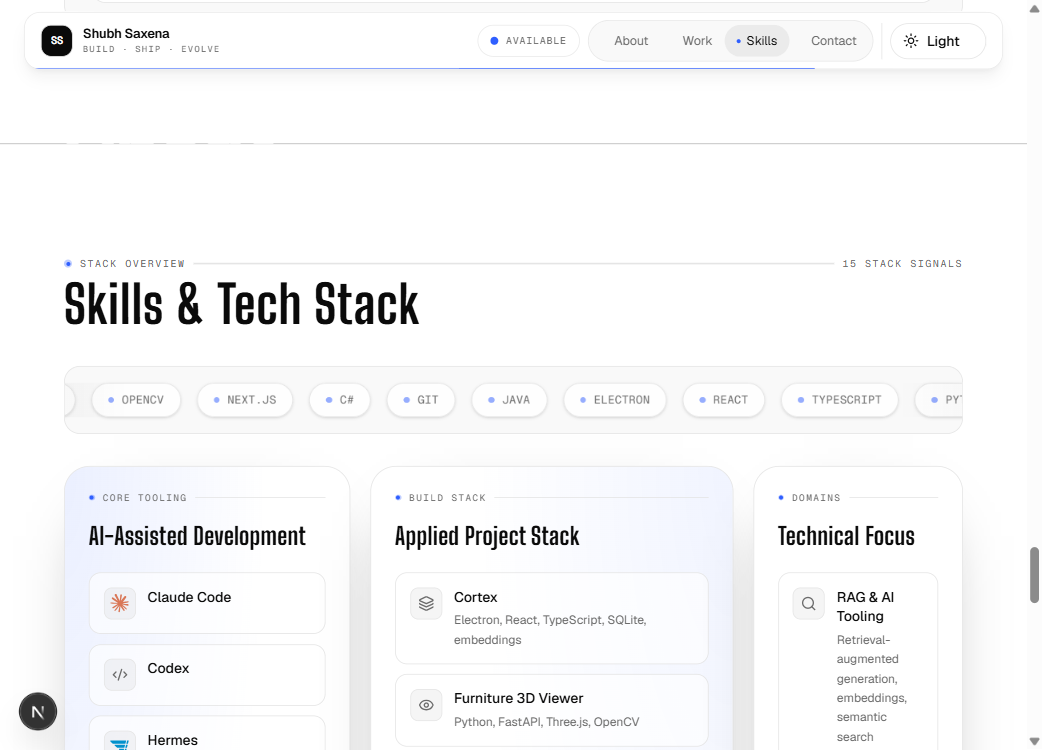 SS
Shubh Saxena
BUILD · SHIP · EVOLVE
AVAILABLE
About
Work
Skills
Contact
Light
STACK OVERVIEW
15 STACK SIGNALS
Skills & Tech Stack
OPENCV
NEXT.JS
C#
GIT
JAVA
ELECTRON
REACT
TYPESCRIPT
CORE TOOLING
AI-Assisted Development
Claude Code
Codex
Hermes
BUILD STACK
Applied Project Stack
Cortex
Electron, React, TypeScript, SQLite,
embeddings
Furniture 3D Viewer
Python, FastAPI, Three.js, OpenCV
DOMAINS
Technical Focus
RAG & AI
Tooling
Retrieval-
augmented
generation,
embeddings,
semantic
search
N